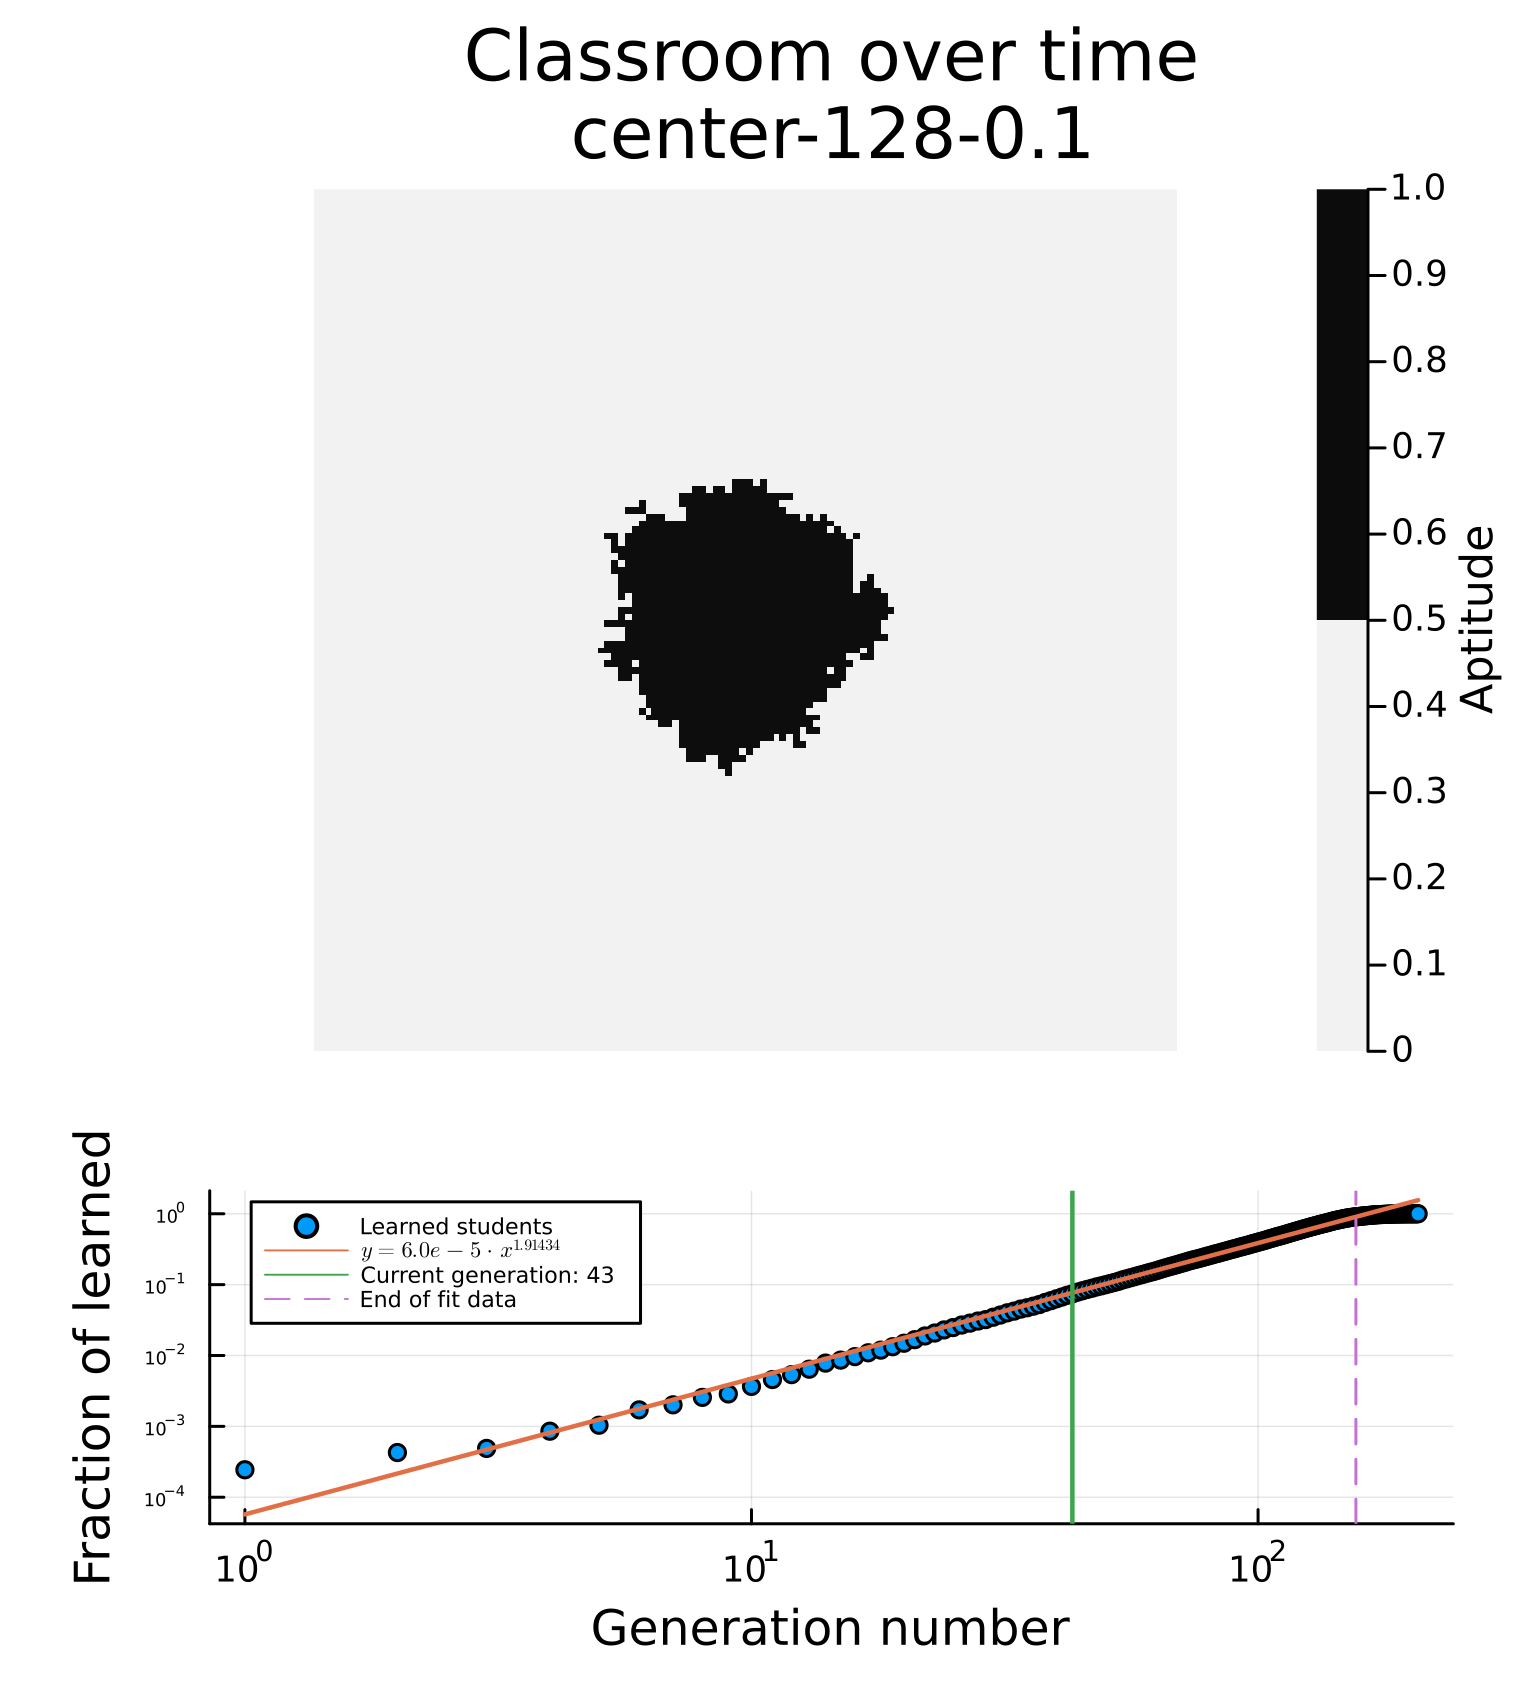 Classroom over time
center-128-0.1
1.0
0.9
0.8
0.7
0.6
0.5
0.4
0.3
0.2
0.1
0
Aptitude
Fraction of learned
10^0
10^-1
10^-2
10^-3
10^-4
Learned students
y = 6.0e − 5 · x^1.91434
Current generation: 43
End of fit data
10^0
10^1
10^2
Generation number